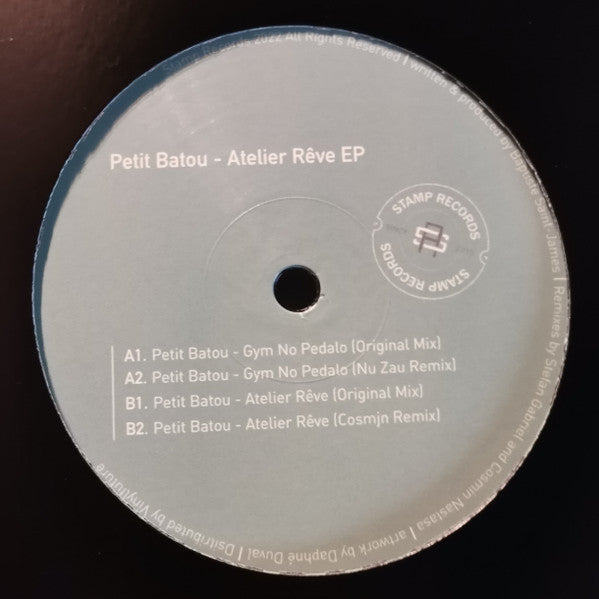 Stamp Records 2022 All Rights Reserved | written & produced by Baptiste Saint-James | Remixes by Stefan Gabriel and Cosmin Nastasa | artwork by Daphné Duval | Dsitributed by Vinylfuture
Petit Batou - Atelier Rêve EP
STAMP RECORDS
STAMP RECORDS
A1. Petit Batou - Gym No Pedalo (Original Mix)
A2. Petit Batou - Gym No Pedalo (Nu Zau Remix)
B1. Petit Batou - Atelier Rêve (Original Mix)
B2. Petit Batou - Atelier Rêve (Cosmjn Remix)